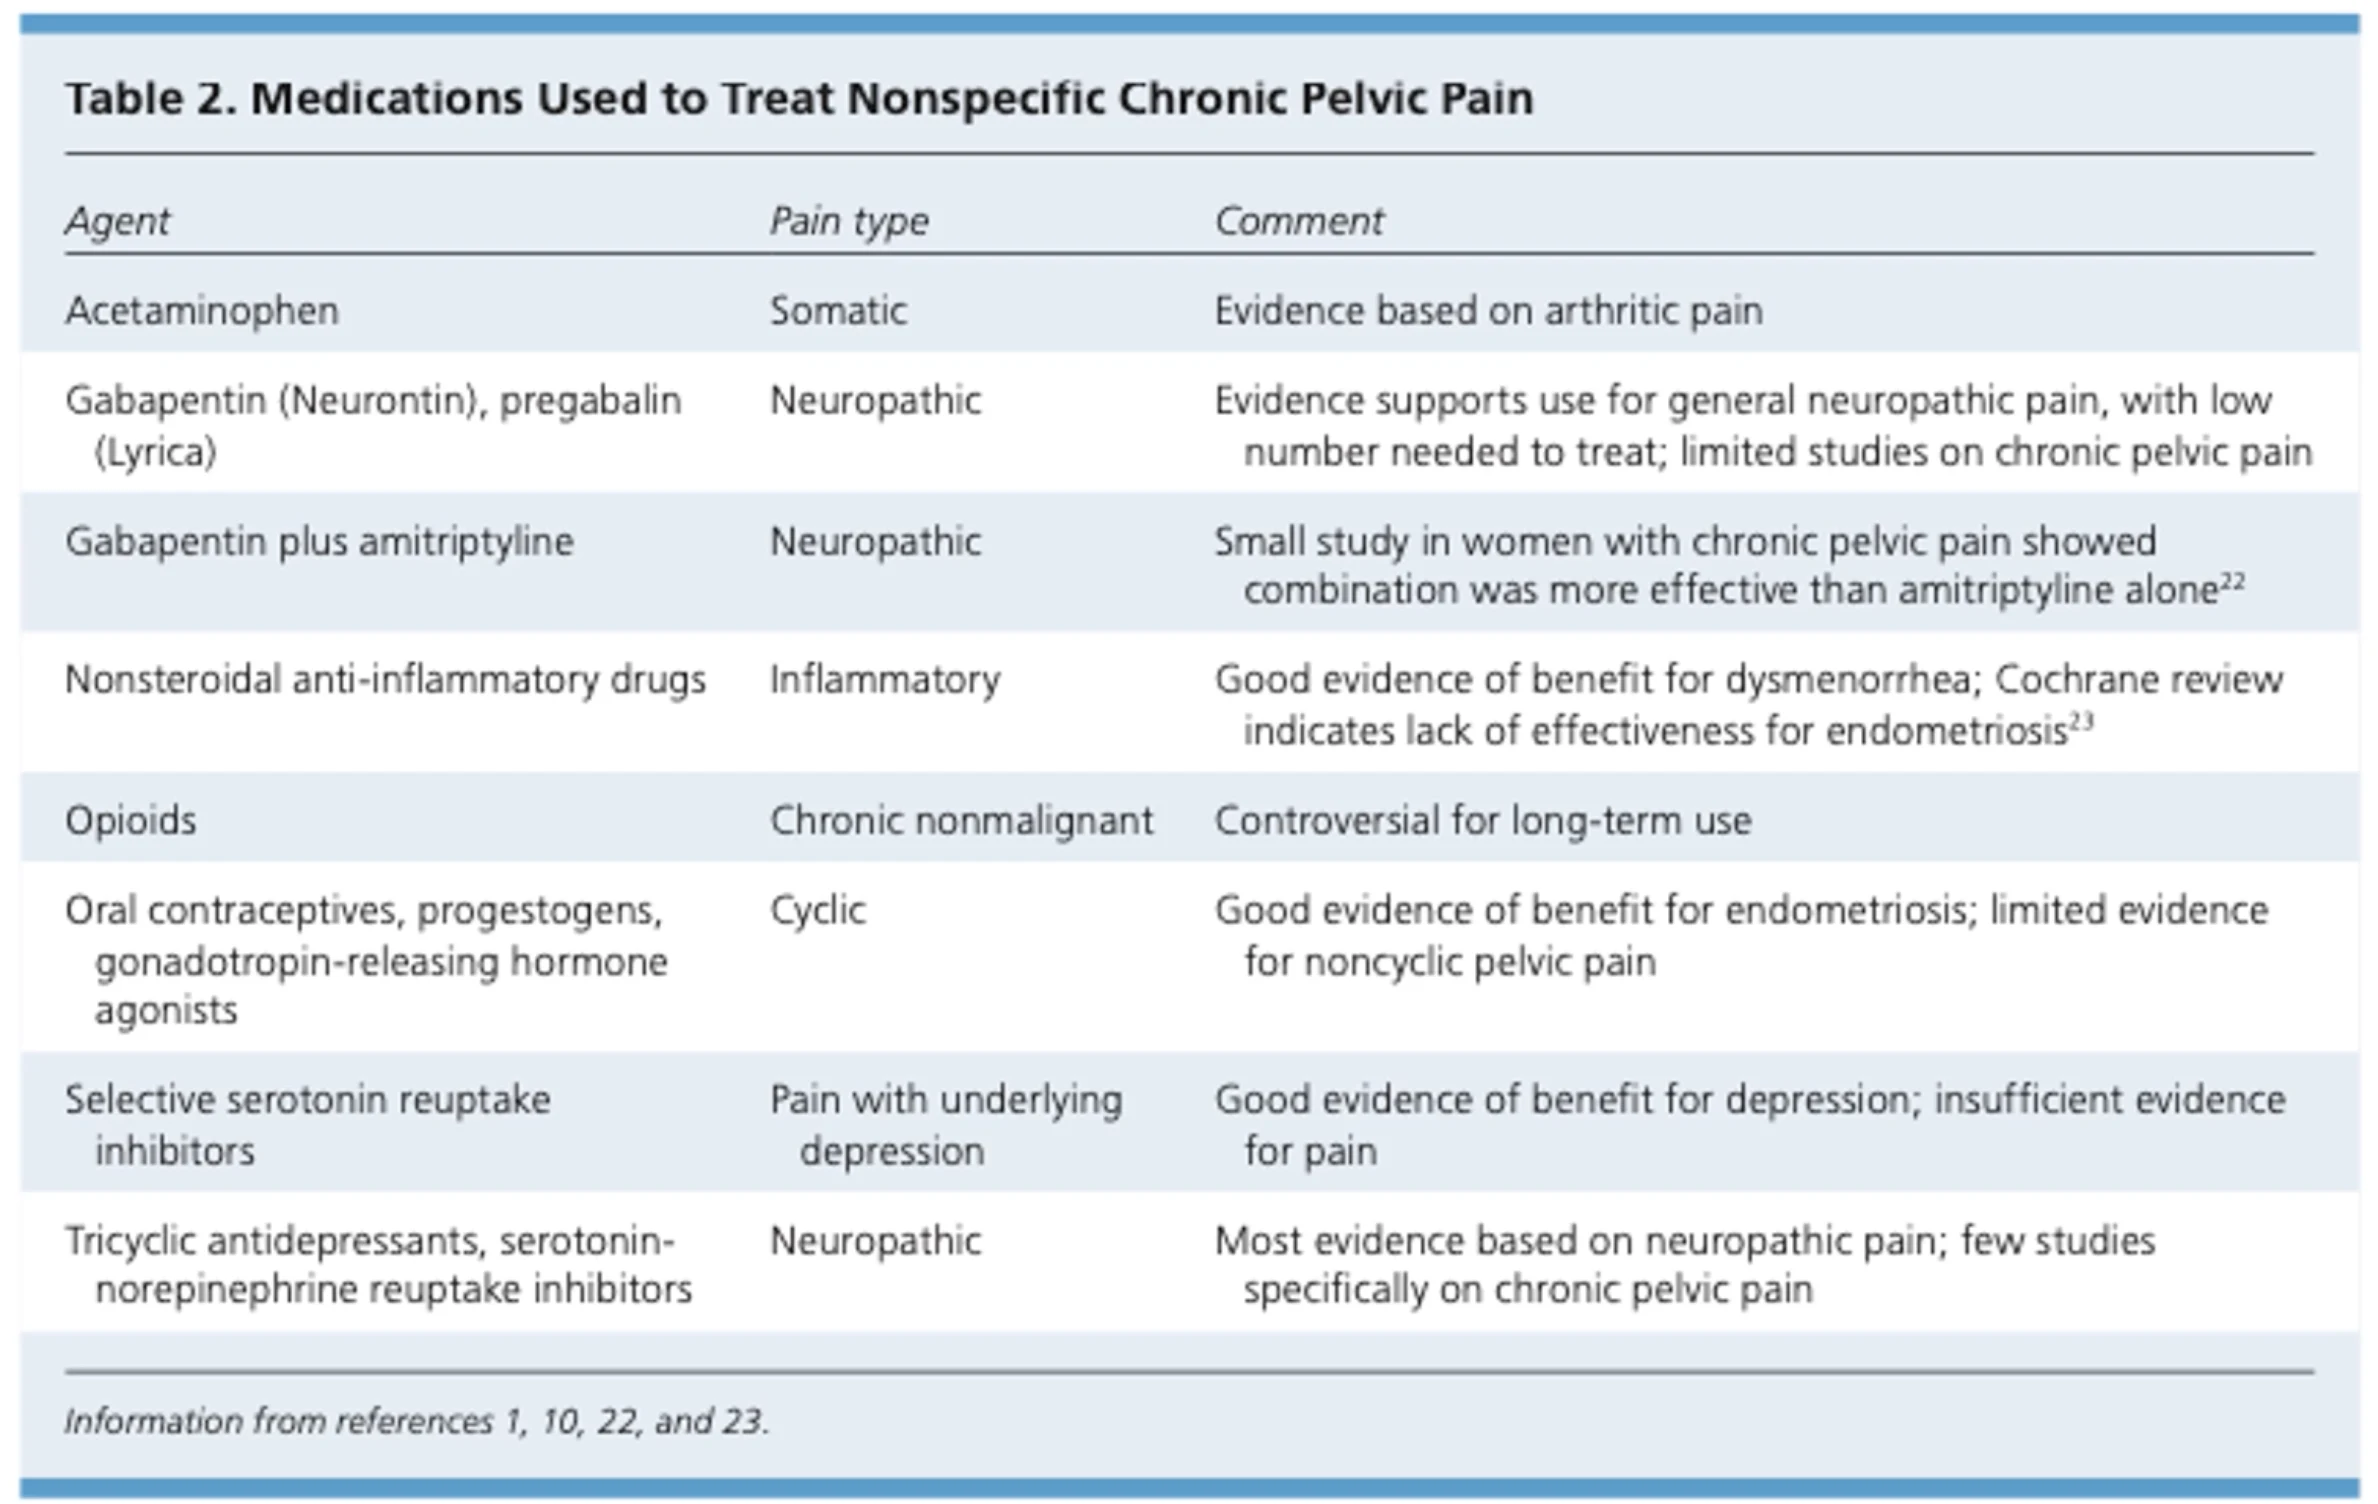 Table 2. Medications Used to Treat Nonspecific Chronic Pelvic Pain
Agent Pain type Comment
Acetaminophen Somatic Evidence based on arthritic pain
Gabapentin (Neurontin), pregabalin Neuropathic Evidence supports use for general neuropathic pain, with low
(Lyrica) number needed to treat; limited studies on chronic pelvic pain
Gabapentin plus amitriptyline Neuropathic Small study in women with chronic pelvic pain showed
combination was more effective than amitriptyline alone²²
Nonsteroidal anti-inflammatory drugs Inflammatory Good evidence of benefit for dysmenorrhea; Cochrane review
indicates lack of effectiveness for endometriosis²³
Opioids Chronic nonmalignant Controversial for long-term use
Oral contraceptives, progestogens, Cyclic Good evidence of benefit for endometriosis; limited evidence
gonadotropin-releasing hormone for noncyclic pelvic pain
agonists
Selective serotonin reuptake Pain with underlying Good evidence of benefit for depression; insufficient evidence
inhibitors depression for pain
Tricyclic antidepressants, serotonin- Neuropathic Most evidence based on neuropathic pain; few studies
norepinephrine reuptake inhibitors specifically on chronic pelvic pain
Information from references 1, 10, 22, and 23.